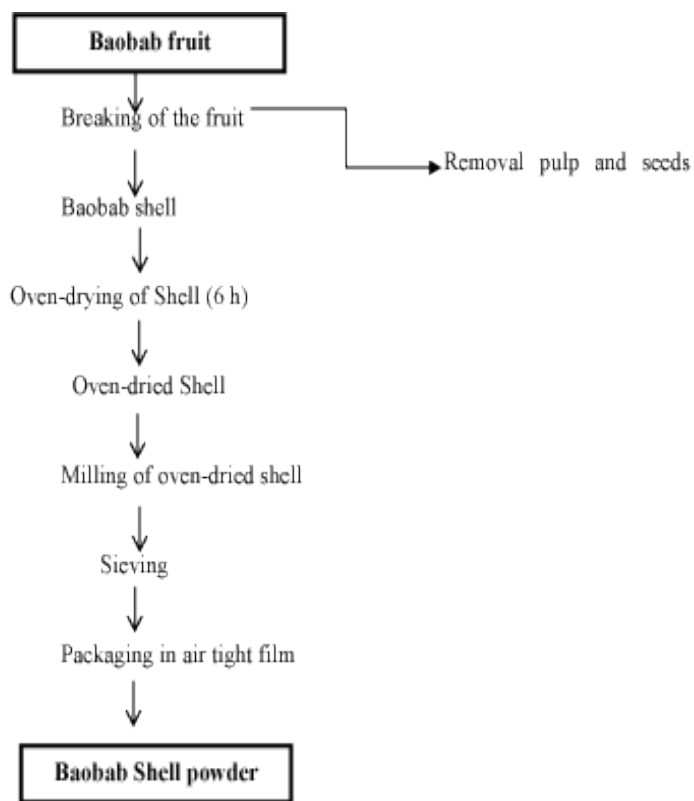 Baobab fruit
Breaking of the fruit
Removal pulp and seeds
Baobab shell
Oven-drying of Shell (6 h)
Oven-dried Shell
Milling of oven-dried shell
Sieving
Packaging in air tight film
Baobab Shell powder